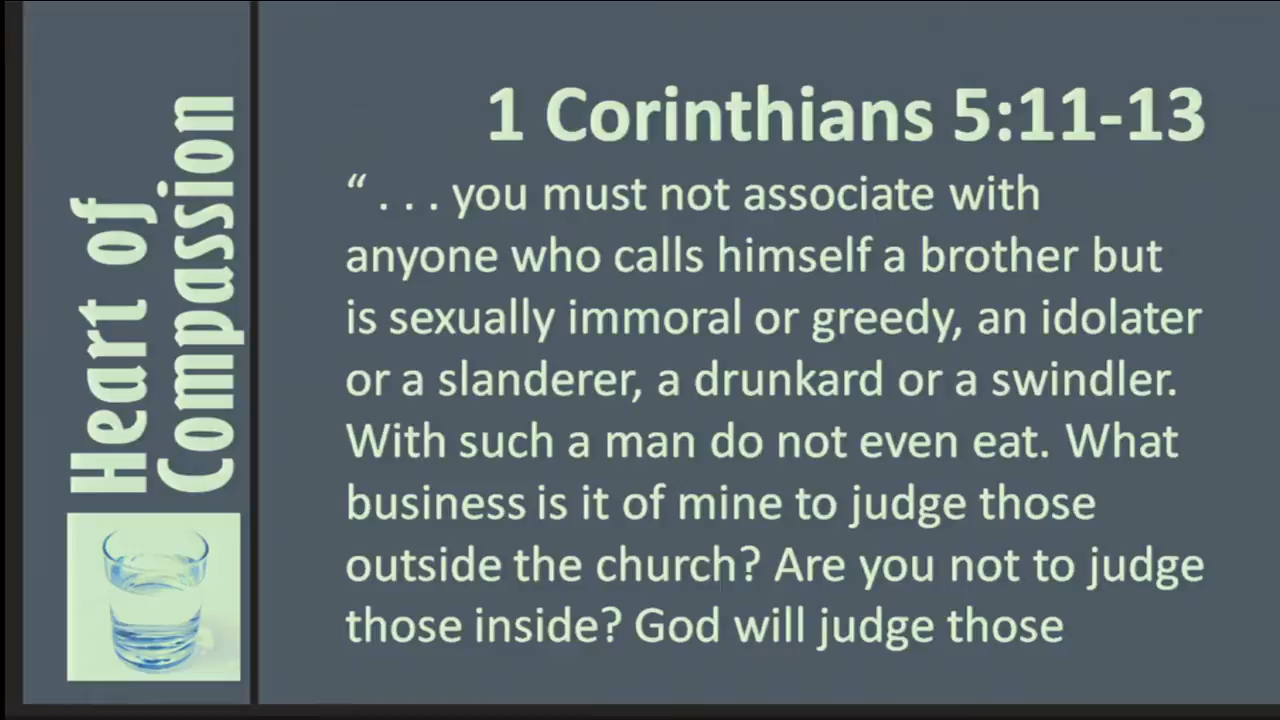 Heart of
Compassion
1 Corinthians 5:11-13
“ . . . you must not associate with
anyone who calls himself a brother but
is sexually immoral or greedy, an idolater
or a slanderer, a drunkard or a swindler.
With such a man do not even eat. What
business is it of mine to judge those
outside the church? Are you not to judge
those inside? God will judge those